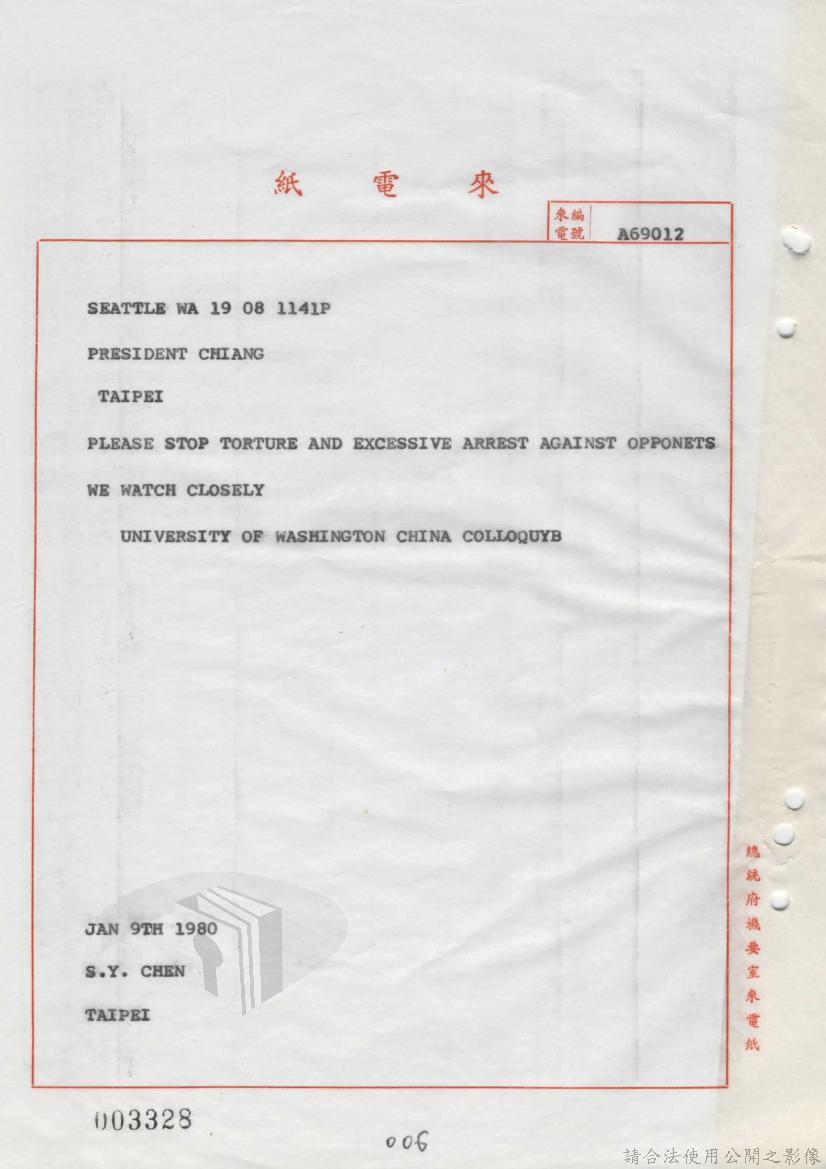 紙電來
來編
電號
A69012
SEATTLE WA 19 08 1141P
PRESIDENT CHIANG
TAIPEI
PLEASE STOP TORTURE AND EXCESSIVE ARREST AGAINST OPPONETS
WE WATCH CLOSELY
UNIVERSITY OF WASHINGTON CHINA COLLOQUYB
JAN 9TH 1980
S.Y. CHEN
TAIPEI
總統府機要室來電紙
003328
006
請合法使用公開之影像